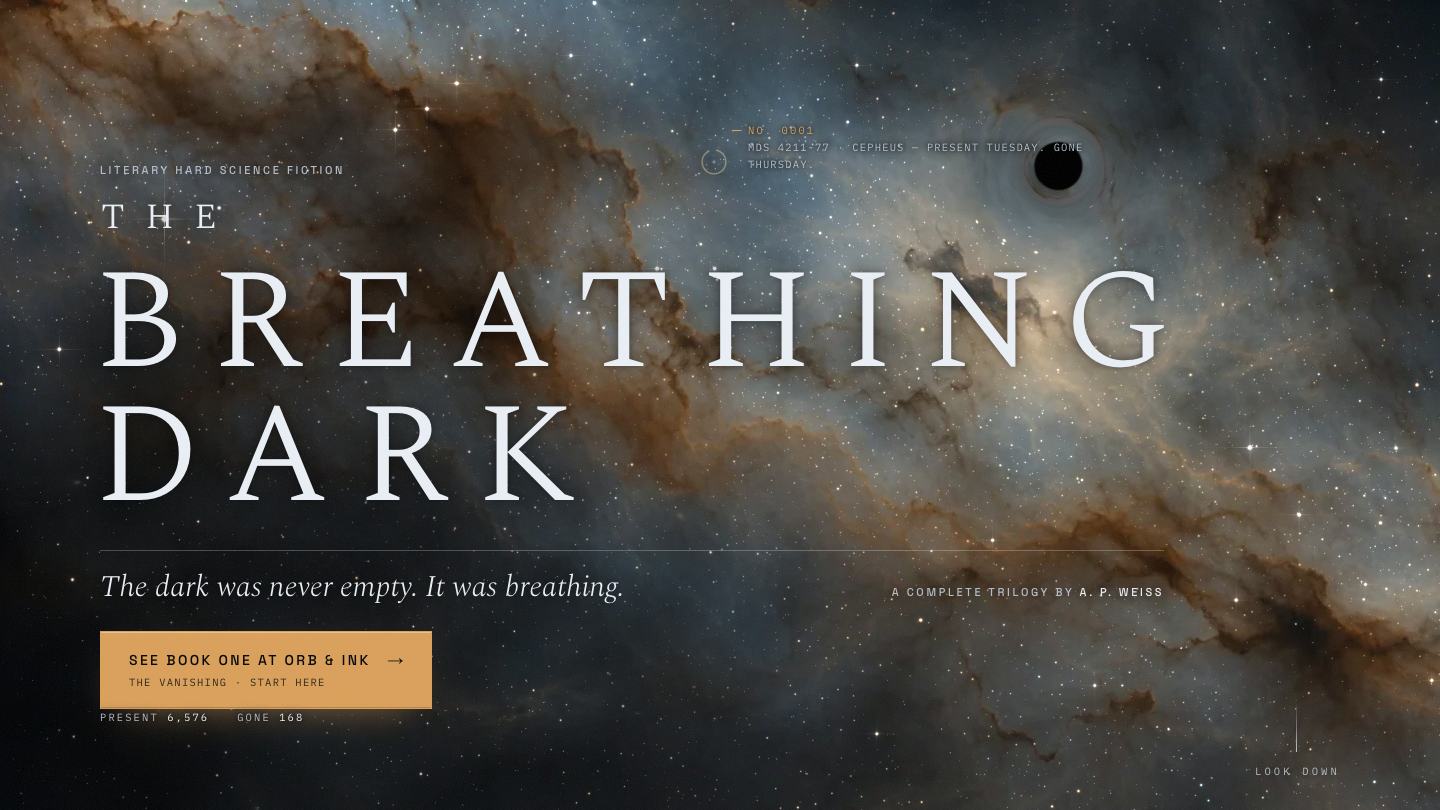 NO. 0001
MDS 4211-77 · CEPHEUS — PRESENT TUESDAY. GONE
THURSDAY.
LITERARY HARD SCIENCE FICTION
THE
BREATHING
DARK
The dark was never empty. It was breathing.
A COMPLETE TRILOGY BY A. P. WEISS
SEE BOOK ONE AT ORB & INK →
THE VANISHING · START HERE
PRESENT 6,576 GONE 168
LOOK DOWN